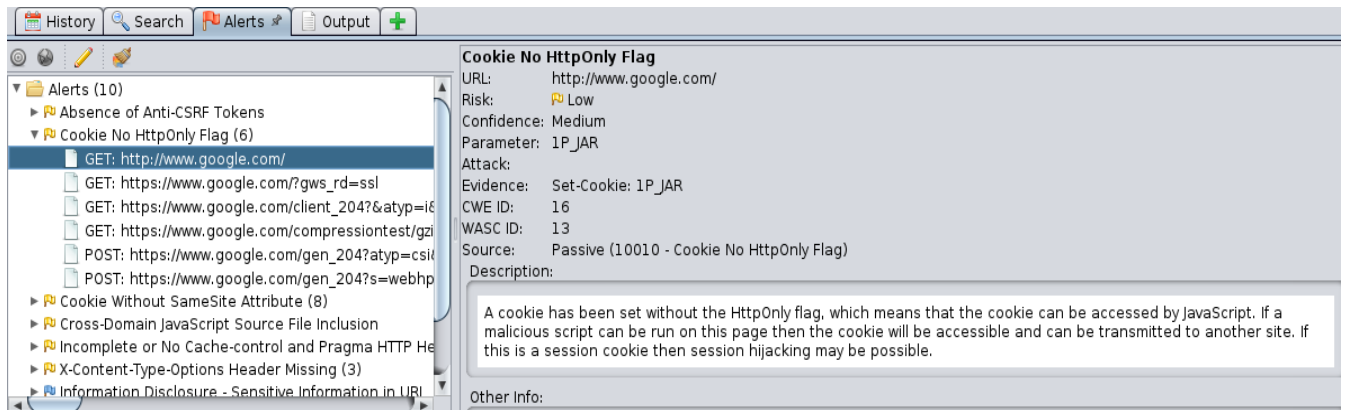 History Search Alerts Output
Alerts (10)
Absence of Anti-CSRF Tokens
Cookie No HttpOnly Flag (6)
GET: http://www.google.com/
GET: https://www.google.com/?gws_rd=ssl
GET: https://www.google.com/client_204?&atyp=i&
GET: https://www.google.com/compressiontest/gzi
POST: https://www.google.com/gen_204?atyp=csi&
POST: https://www.google.com/gen_204?s=webhp
Cookie Without SameSite Attribute (8)
Cross-Domain JavaScript Source File Inclusion
Incomplete or No Cache-control and Pragma HTTP He
X-Content-Type-Options Header Missing (3)
Information Disclosure - Sensitive Information in URL
Cookie No HttpOnly Flag
URL: http://www.google.com/
Risk: Low
Confidence: Medium
Parameter: 1P_JAR
Attack:
Evidence: Set-Cookie: 1P_JAR
CWE ID: 16
WASC ID: 13
Source: Passive (10010 - Cookie No HttpOnly Flag)
Description:
A cookie has been set without the HttpOnly flag, which means that the cookie can be accessed by JavaScript. If a
malicious script can be run on this page then the cookie will be accessible and can be transmitted to another site. If
this is a session cookie then session hijacking may be possible.
Other Info: